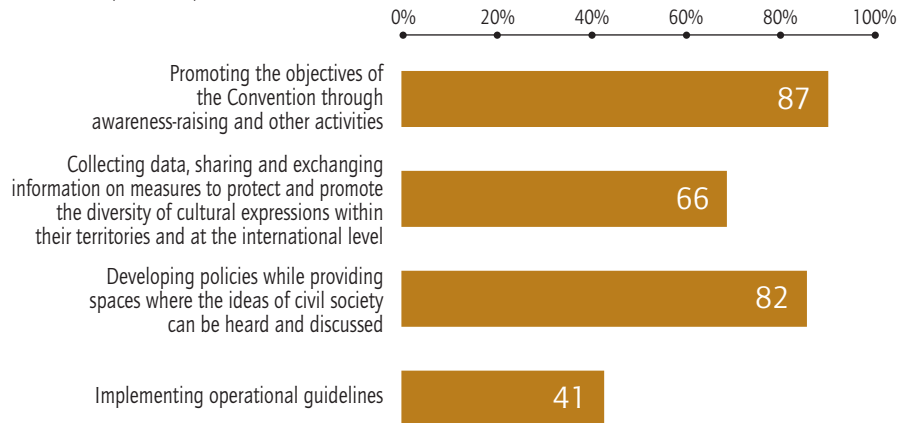 0% 20% 40% 60% 80% 100%
Promoting the objectives of
the Convention through
awareness-raising and other activities
87
Collecting data, sharing and exchanging
information on measures to protect and promote
the diversity of cultural expressions within
their territories and at the international level
66
Developing policies while providing
spaces where the ideas of civil society
can be heard and discussed
82
Implementing operational guidelines
41